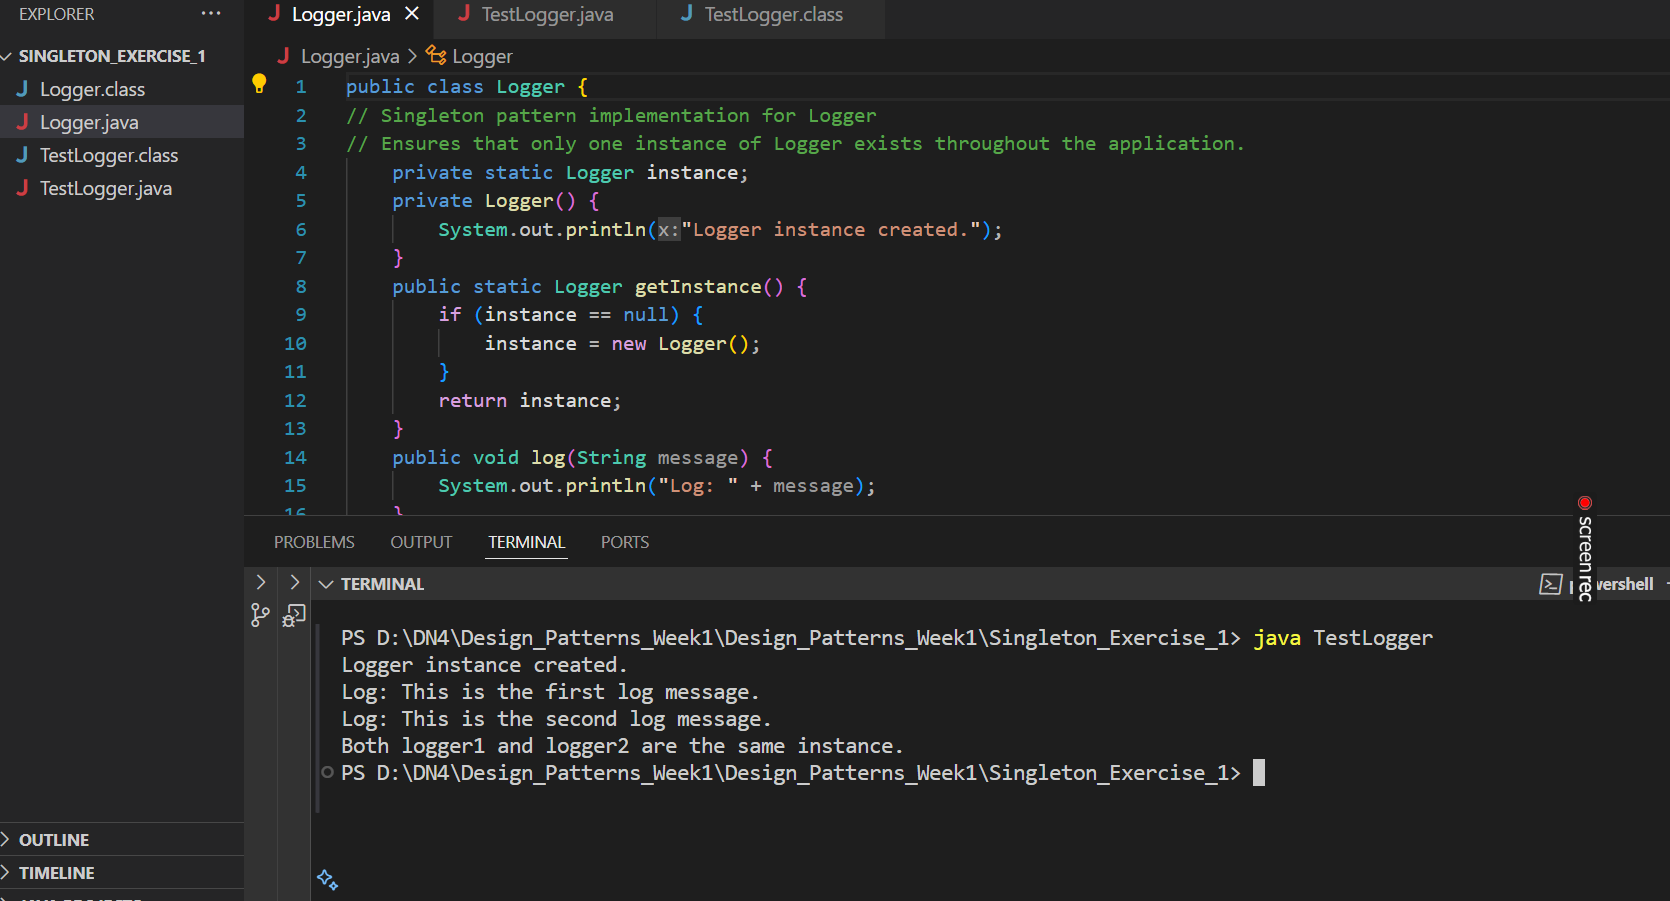 EXPLORER ...
SINGLETON_EXERCISE_1
J Logger.class
J Logger.java
J TestLogger.class
J TestLogger.java
OUTLINE
TIMELINE
J Logger.java
J TestLogger.java
J TestLogger.class
J Logger.java > Logger
1 public class Logger {
2 // Singleton pattern implementation for Logger
3 // Ensures that only one instance of Logger exists throughout the application.
4 private static Logger instance;
5 private Logger() {
6 System.out.println(x:"Logger instance created.");
7 }
8 public static Logger getInstance() {
9 if (instance == null) {
10 instance = new Logger();
11 }
12 return instance;
13 }
14 public void log(String message) {
15 System.out.println("Log: " + message);
16 }
PROBLEMS OUTPUT TERMINAL PORTS
TERMINAL
screenrec
PS D:\DN4\Design_Patterns_Week1\Design_Patterns_Week1\Singleton_Exercise_1> java TestLogger
Logger instance created.
Log: This is the first log message.
Log: This is the second log message.
Both logger1 and logger2 are the same instance.
PS D:\DN4\Design_Patterns_Week1\Design_Patterns_Week1\Singleton_Exercise_1>